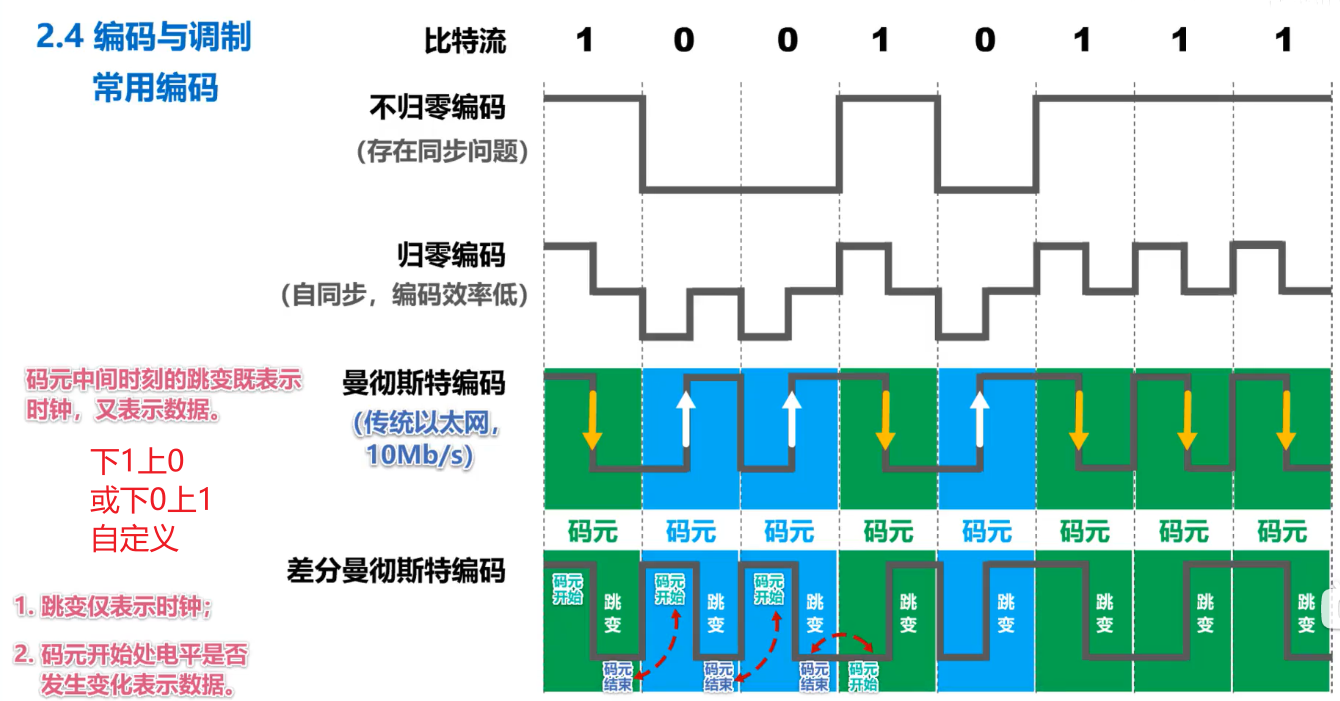 2.4 编码与调制
常用编码
比特流 1 0 0 1 0 1 1 1
不归零编码
（存在同步问题）
归零编码
（自同步，编码效率低）
码元中间时刻的跳变既表示
时钟，又表示数据。
下1上0
或下0上1
自定义
曼彻斯特编码
（传统以太网，
10Mb/s）
码元 码元 码元 码元 码元 码元 码元 码元
差分曼彻斯特编码
1. 跳变仅表示时钟；
2. 码元开始处电平是否
发生变化表示数据。
码元
开始
跳
变
码元
结束
码元
开始
跳
变
码元
结束
码元
开始
跳
变
码元
结束
码元
开始
跳
变
跳
变
跳
变
跳
变
跳
变